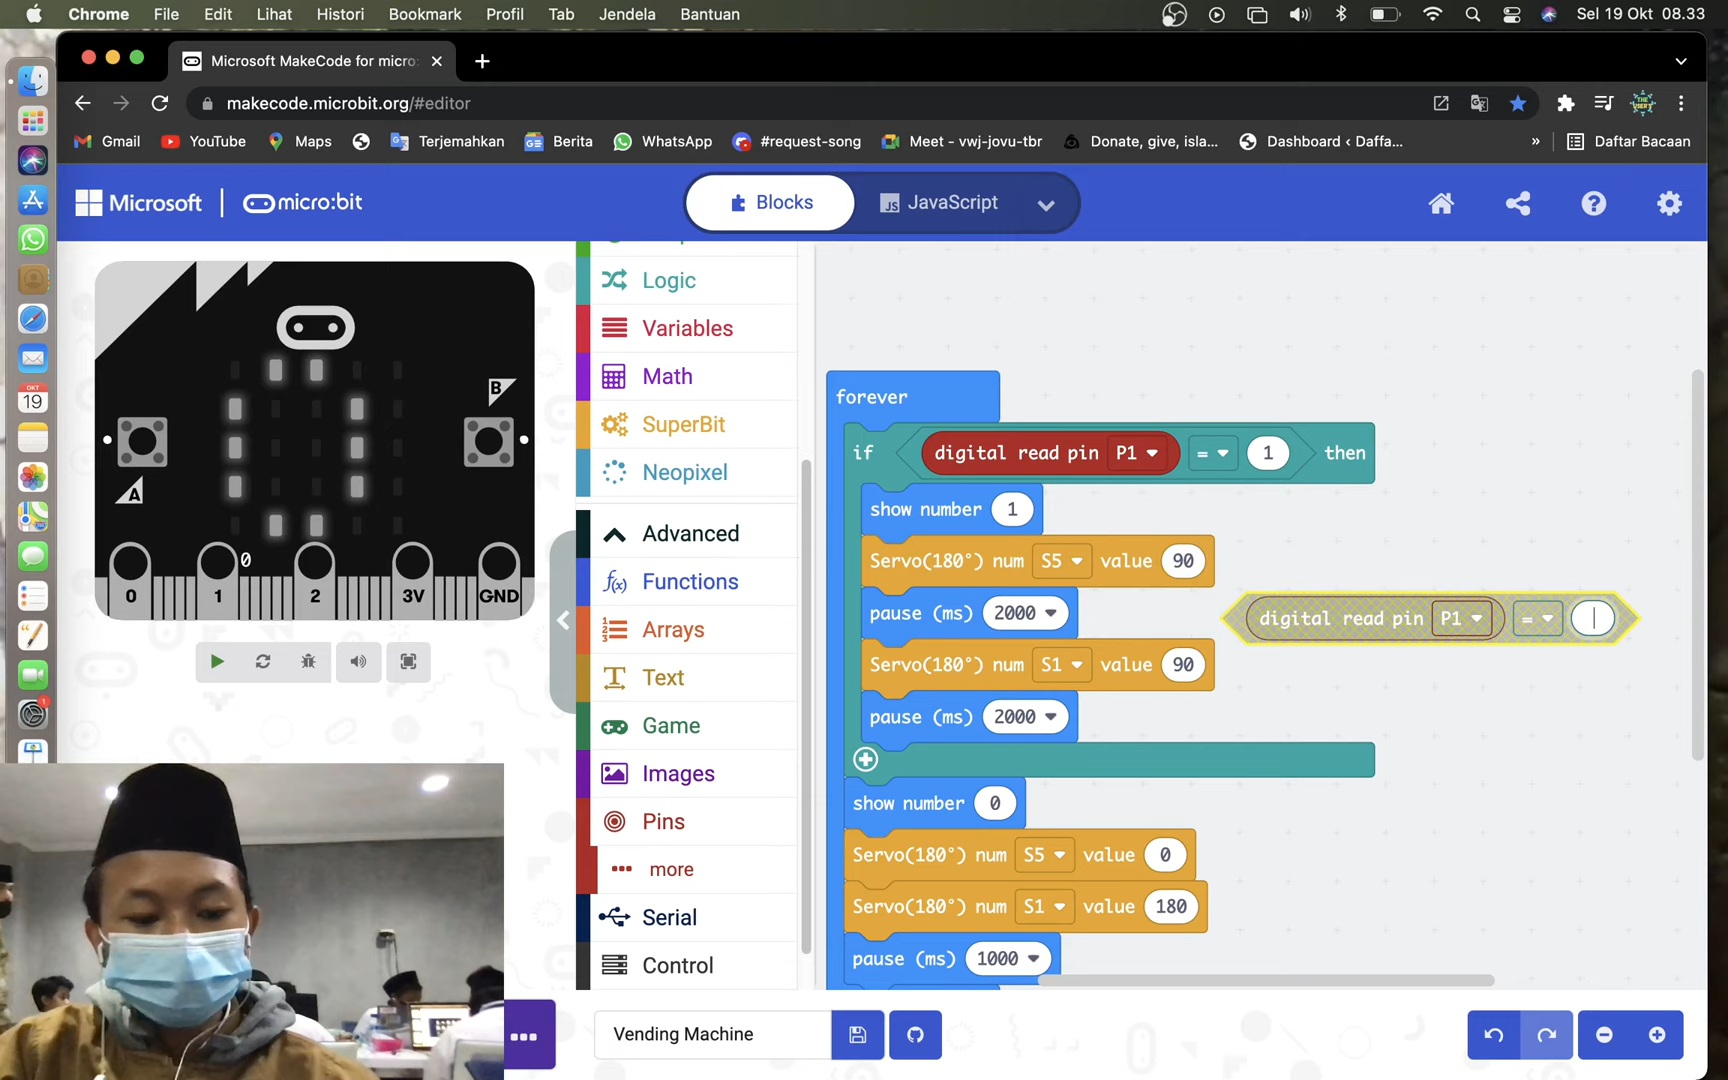 Chrome File Edit Lihat Histori Bookmark Profil Tab Jendela Bantuan Sel 19 Okt 08.33
Microsoft MakeCode for micro:
makecode.microbit.org/#editor
Gmail YouTube Maps Terjemahkan Berita WhatsApp #request-song Meet - vwj-jovu-tbr Donate, give, isla... Dashboard < Daffa... » Daftar Bacaan
Microsoft micro:bit Blocks JS JavaScript
OKT
19
1
B
A
0
0 1 2 3V GND
Logic
Variables
Math
SuperBit
Neopixel
Advanced
f(x) Functions
Arrays
Text
Game
Images
Pins
more
Serial
Control
forever
if digital read pin P1 = 1 then
show number 1
Servo(180°) num S5 value 90
pause (ms) 2000
Servo(180°) num S1 value 90
pause (ms) 2000
show number 0
Servo(180°) num S5 value 0
Servo(180°) num S1 value 180
pause (ms) 1000
digital read pin P1 =
Vending Machine